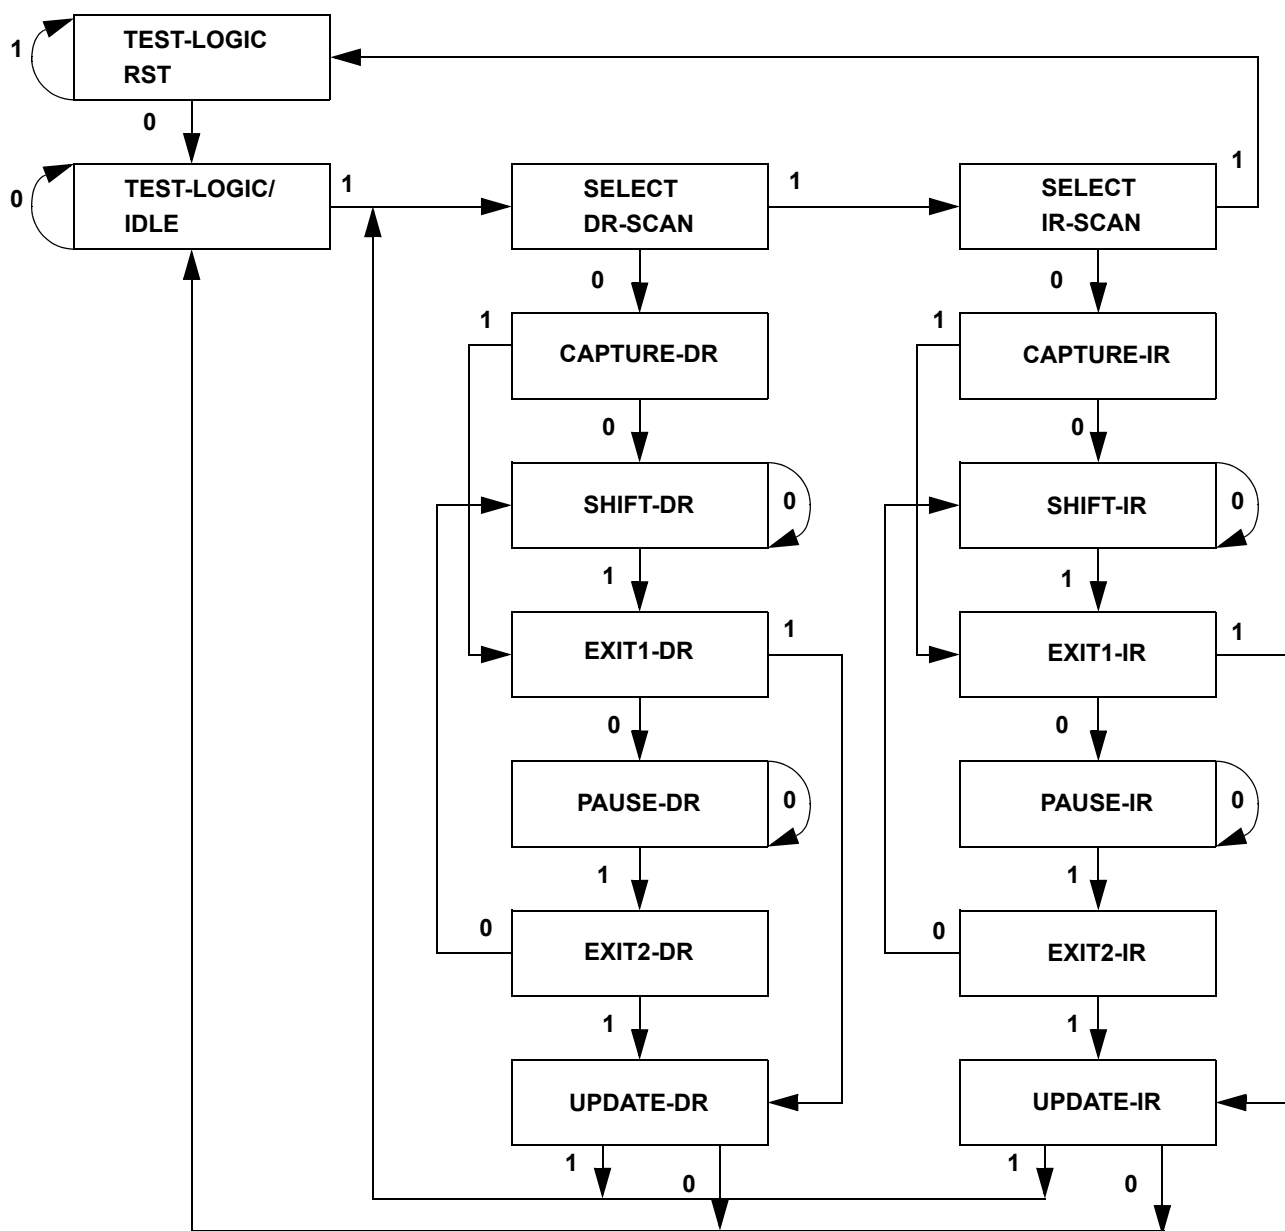 TEST-LOGIC
RST
1
0
TEST-LOGIC/
IDLE
0
1
SELECT
DR-SCAN
1
SELECT
IR-SCAN
1
0
0
1
CAPTURE-DR
1
CAPTURE-IR
0
0
SHIFT-DR
0
SHIFT-IR
0
1
1
EXIT1-DR
1
EXIT1-IR
1
0
0
PAUSE-DR
0
PAUSE-IR
0
1
1
0
EXIT2-DR
0
EXIT2-IR
1
1
UPDATE-DR
UPDATE-IR
1
0
1
0